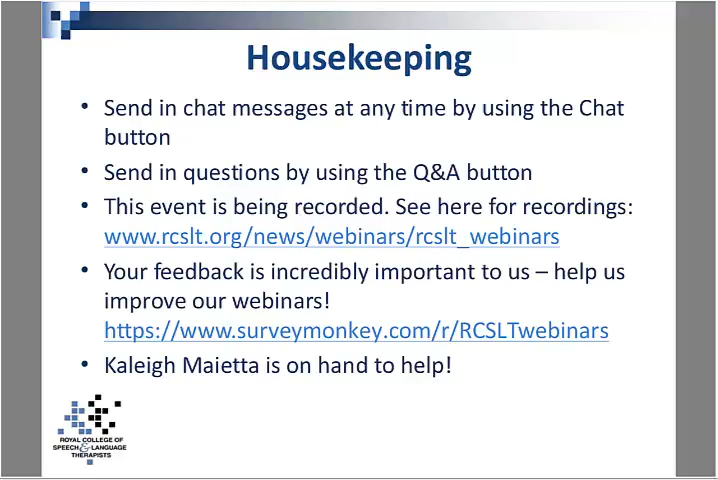 Housekeeping
• Send in chat messages at any time by using the Chat
button
• Send in questions by using the Q&A button
• This event is being recorded. See here for recordings:
www.rcslt.org/news/webinars/rcslt_webinars
• Your feedback is incredibly important to us – help us
improve our webinars!
https://www.surveymonkey.com/r/RCSLTwebinars
• Kaleigh Maietta is on hand to help!
ROYAL COLLEGE OF
SPEECH & LANGUAGE
THERAPISTS